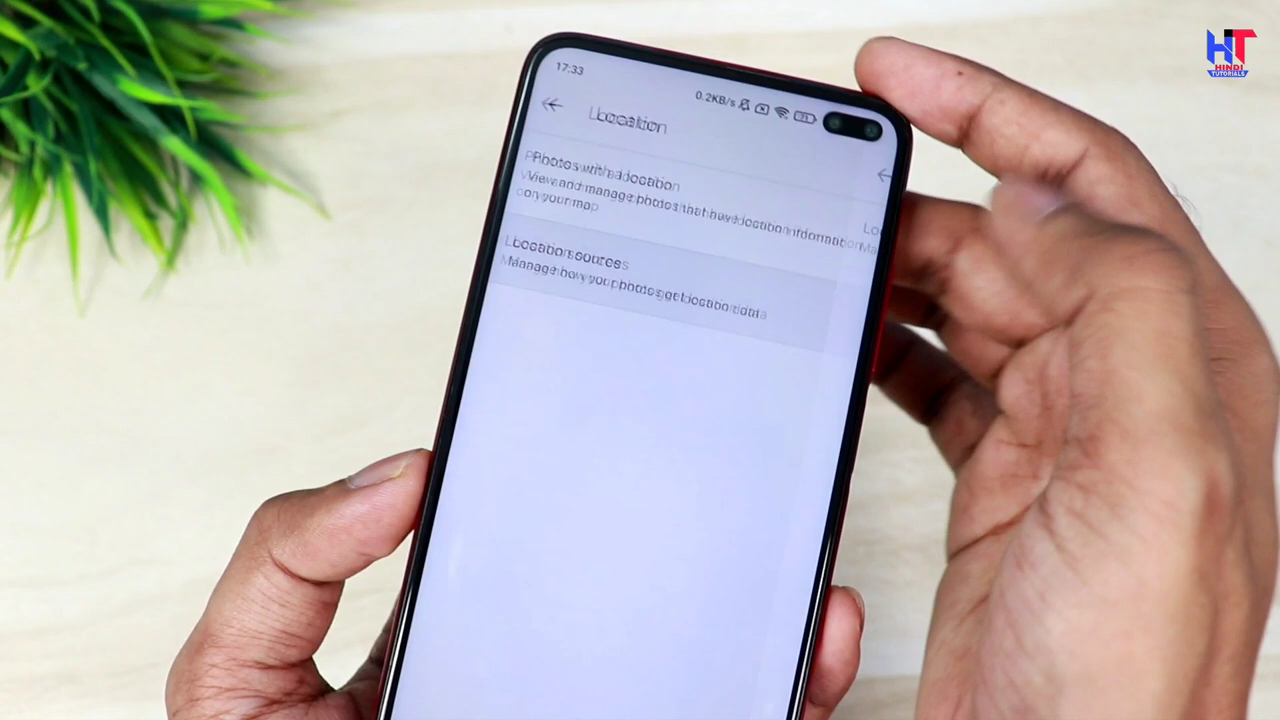 HT
HINDI
TUTORIALS
17:33
0.2KB/s
Location
Photos with a location
View and manage photos that have location information
on your map
Location sources
Manage how your photos get location data